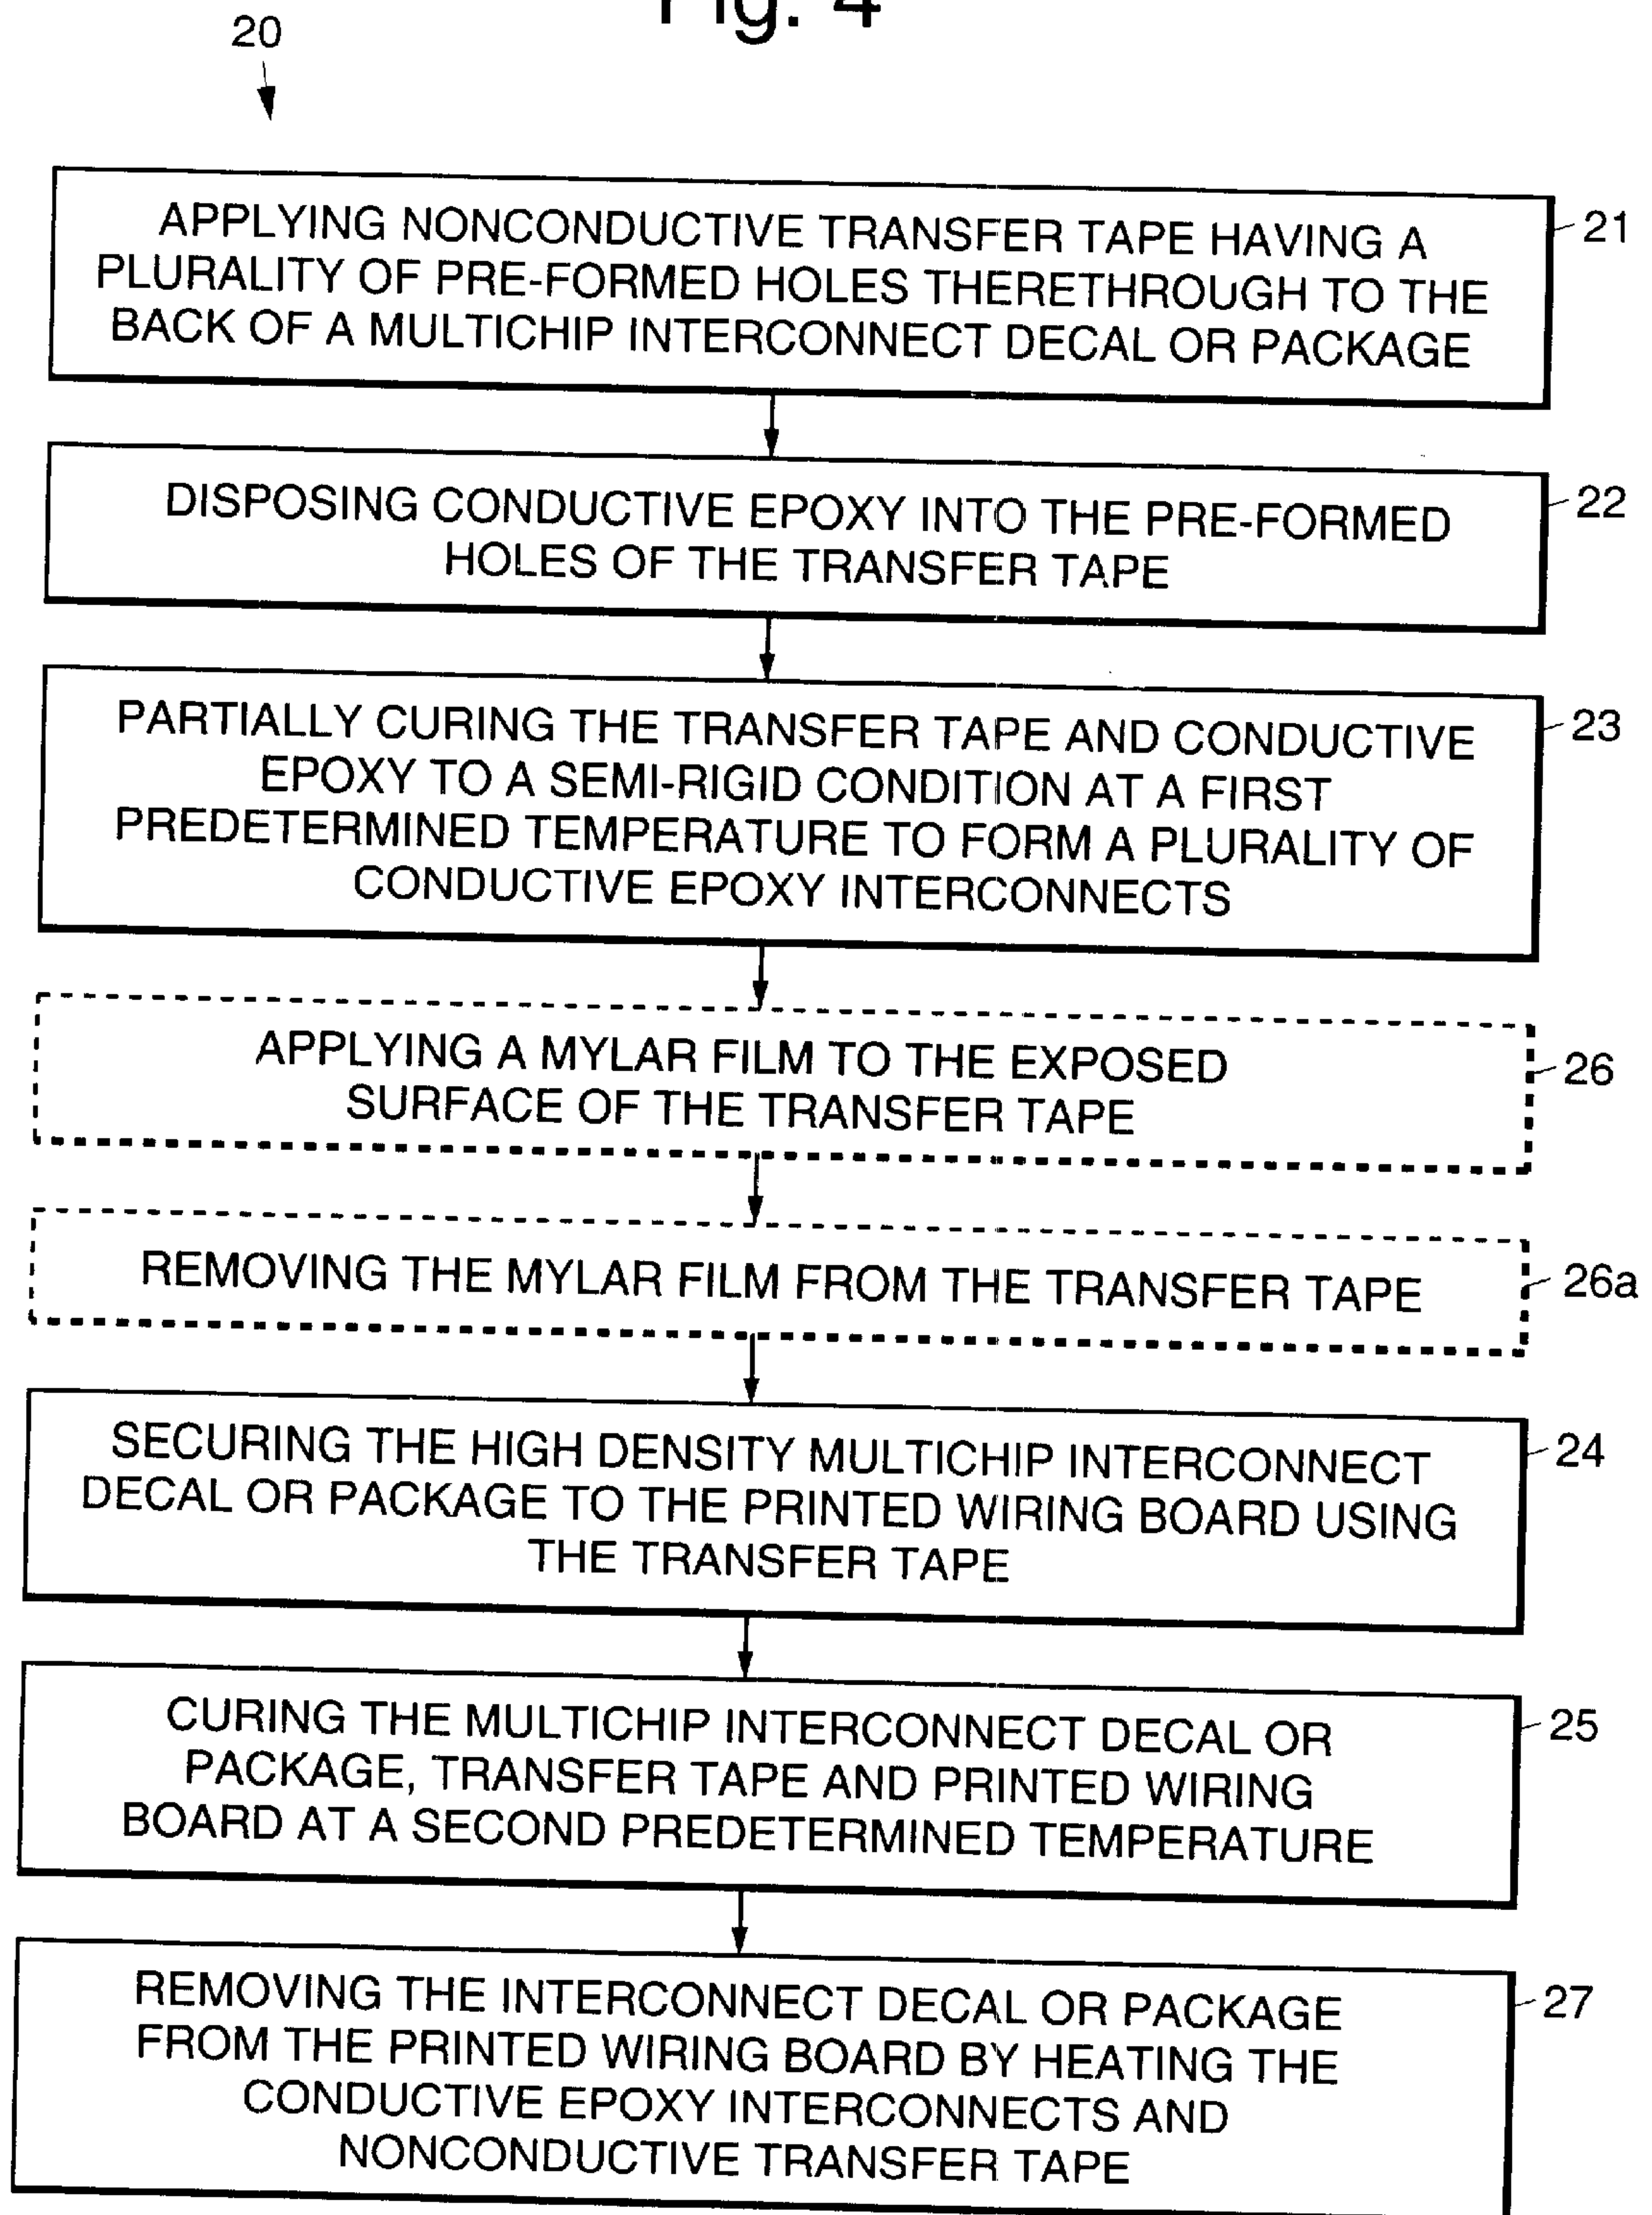 Fig. 4
20
APPLYING NONCONDUCTIVE TRANSFER TAPE HAVING A
PLURALITY OF PRE-FORMED HOLES THERETHROUGH TO THE
BACK OF A MULTICHIP INTERCONNECT DECAL OR PACKAGE
21
DISPOSING CONDUCTIVE EPOXY INTO THE PRE-FORMED
HOLES OF THE TRANSFER TAPE
22
PARTIALLY CURING THE TRANSFER TAPE AND CONDUCTIVE
EPOXY TO A SEMI-RIGID CONDITION AT A FIRST
PREDETERMINED TEMPERATURE TO FORM A PLURALITY OF
CONDUCTIVE EPOXY INTERCONNECTS
23
APPLYING A MYLAR FILM TO THE EXPOSED
SURFACE OF THE TRANSFER TAPE
26
REMOVING THE MYLAR FILM FROM THE TRANSFER TAPE
26a
SECURING THE HIGH DENSITY MULTICHIP INTERCONNECT
DECAL OR PACKAGE TO THE PRINTED WIRING BOARD USING
THE TRANSFER TAPE
24
CURING THE MULTICHIP INTERCONNECT DECAL OR
PACKAGE, TRANSFER TAPE AND PRINTED WIRING
BOARD AT A SECOND PREDETERMINED TEMPERATURE
25
REMOVING THE INTERCONNECT DECAL OR PACKAGE
FROM THE PRINTED WIRING BOARD BY HEATING THE
CONDUCTIVE EPOXY INTERCONNECTS AND
NONCONDUCTIVE TRANSFER TAPE
27